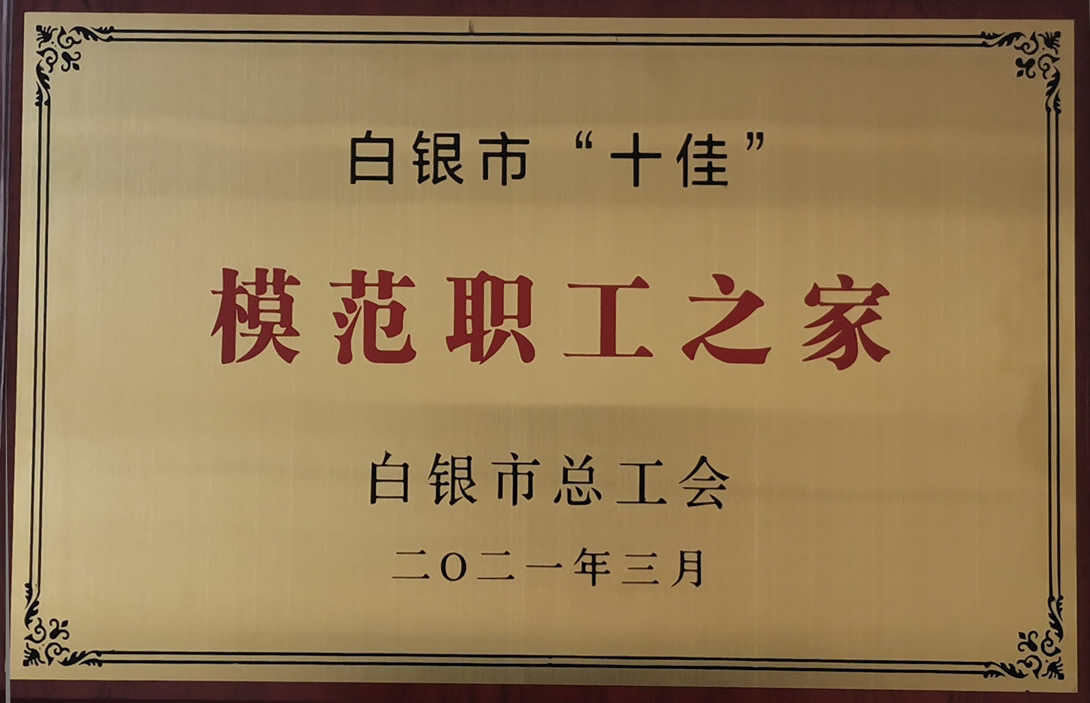 白银市“十佳”
模范职工之家
白银市总工会
二〇二一年三月